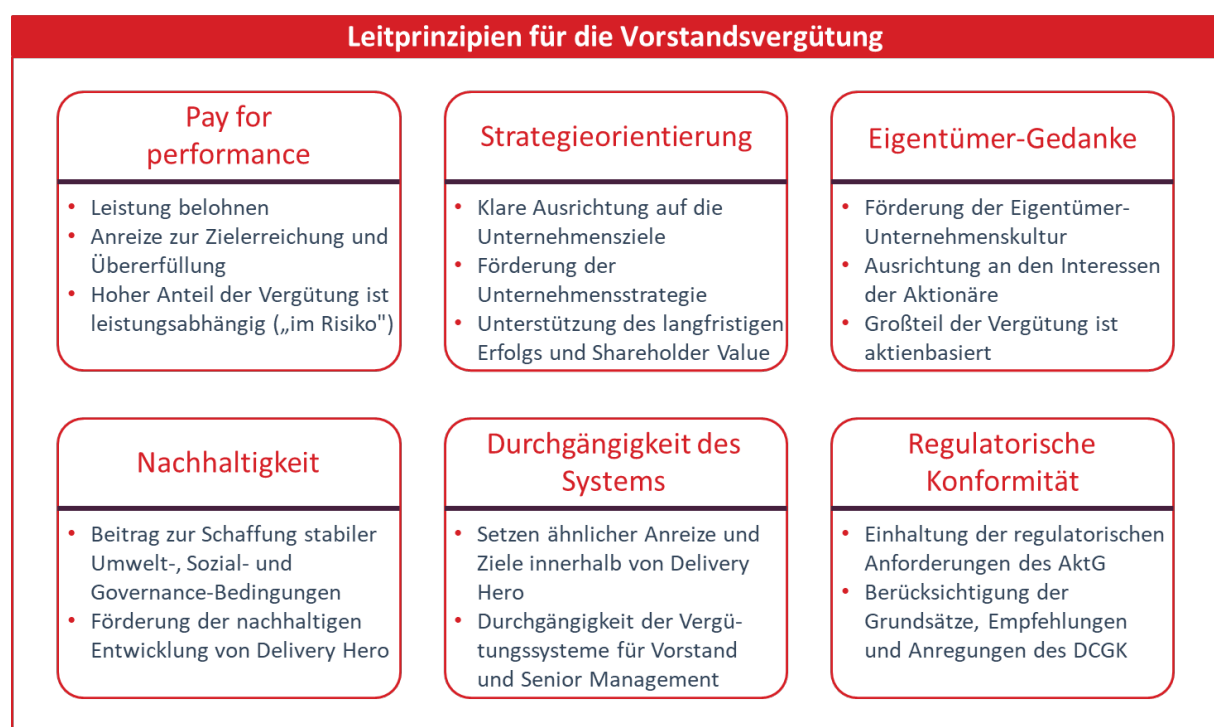 Leitprinzipien für die Vorstandsvergütung
Pay for
performance
• Leistung belohnen
• Anreize zur Zielerreichung und
Übererfüllung
• Hoher Anteil der Vergütung ist
leistungsabhängig („im Risiko")
Strategieorientierung
• Klare Ausrichtung auf die
Unternehmensziele
• Förderung der
Unternehmensstrategie
• Unterstützung des langfristigen
Erfolgs und Shareholder Value
Eigentümer-Gedanke
• Förderung der Eigentümer-
Unternehmenskultur
• Ausrichtung an den Interessen
der Aktionäre
• Großteil der Vergütung ist
aktienbasiert
Nachhaltigkeit
• Beitrag zur Schaffung stabiler
Umwelt-, Sozial- und
Governance-Bedingungen
• Förderung der nachhaltigen
Entwicklung von Delivery Hero
Durchgängigkeit des
Systems
• Setzen ähnlicher Anreize und
Ziele innerhalb von Delivery
Hero
• Durchgängigkeit der Vergü-
tungssysteme für Vorstand
und Senior Management
Regulatorische
Konformität
• Einhaltung der regulatorischen
Anforderungen des AktG
• Berücksichtigung der
Grundsätze, Empfehlungen
und Anregungen des DCGK